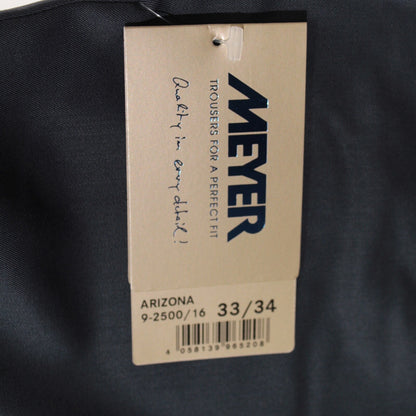 MEYER
TROUSERS FOR A PERFECT FIT
Quality in every detail!
ARIZONA
9-2500/16 33/34
4 058139 965208